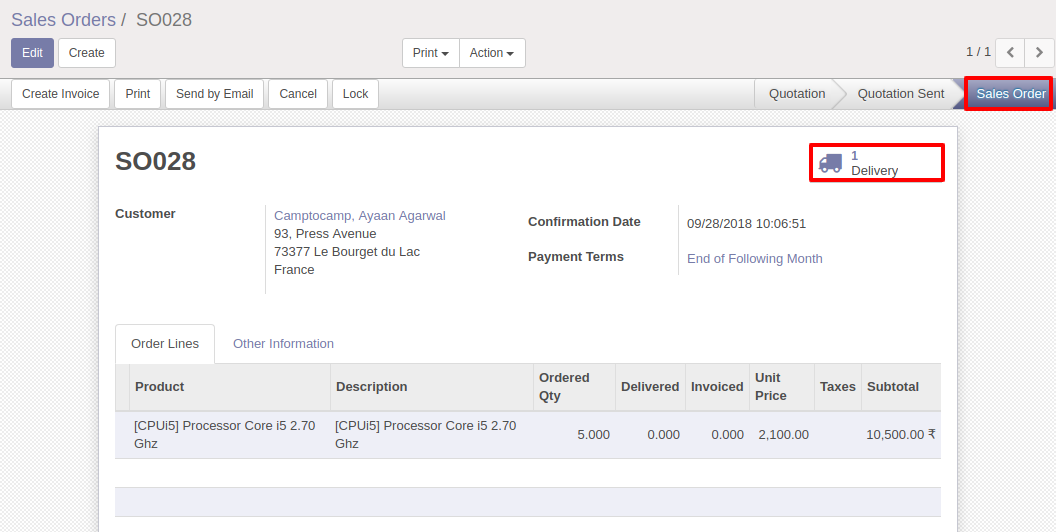 Sales Orders / SO028
Edit Create Print Action 1 / 1
Create Invoice Print Send by Email Cancel Lock Quotation Quotation Sent Sales Order
SO028
1
Delivery
Customer
Camptocamp, Ayaan Agarwal
93, Press Avenue
73377 Le Bourget du Lac
France
Confirmation Date 09/28/2018 10:06:51
Payment Terms End of Following Month
Order Lines Other Information
Product Description Ordered Qty Delivered Invoiced Unit Price Taxes Subtotal
[CPUi5] Processor Core i5 2.70 Ghz [CPUi5] Processor Core i5 2.70 Ghz 5.000 0.000 0.000 2,100.00 10,500.00 ₹